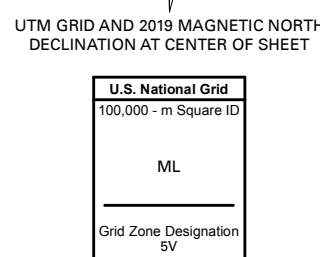 UTM GRID AND 2019 MAGNETIC NORTH
DECLINATION AT CENTER OF SHEET
U.S. National Grid
100,000 - m Square ID
ML
Grid Zone Designation
5V